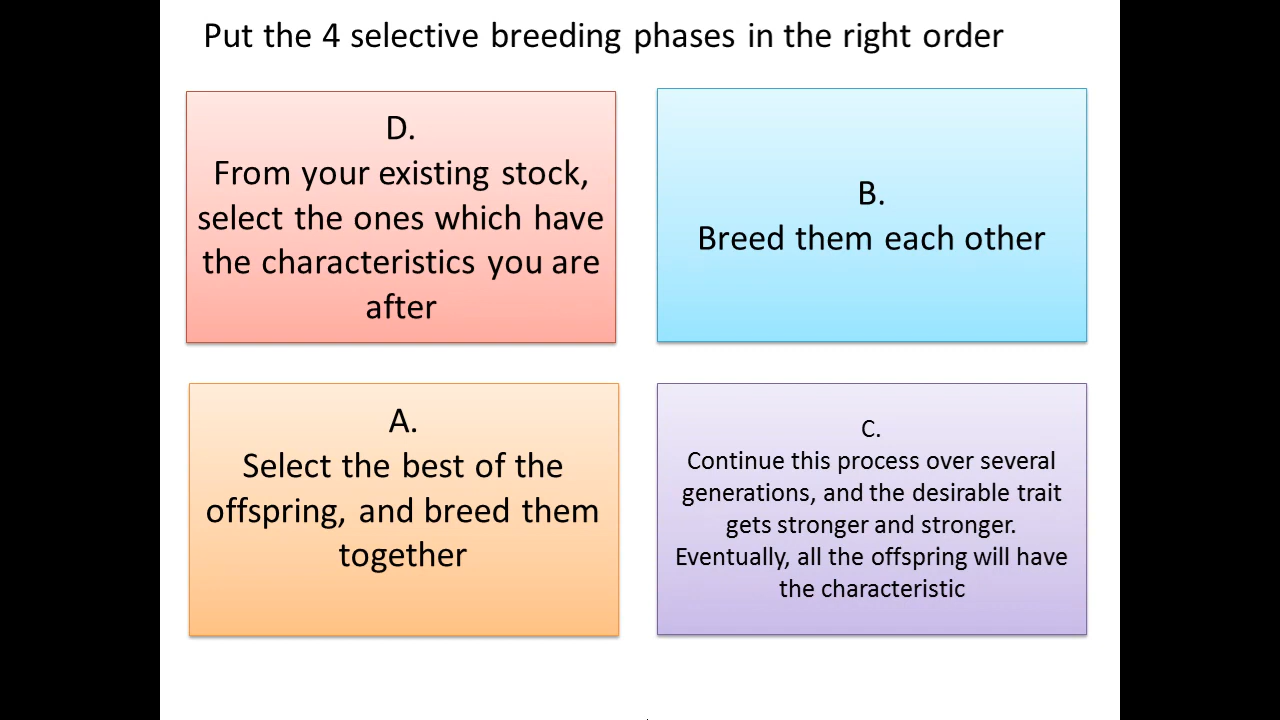 Put the 4 selective breeding phases in the right order
D.
From your existing stock,
select the ones which have
the characteristics you are
after
B.
Breed them each other
A.
Select the best of the
offspring, and breed them
together
C.
Continue this process over several
generations, and the desirable trait
gets stronger and stronger.
Eventually, all the offspring will have
the characteristic